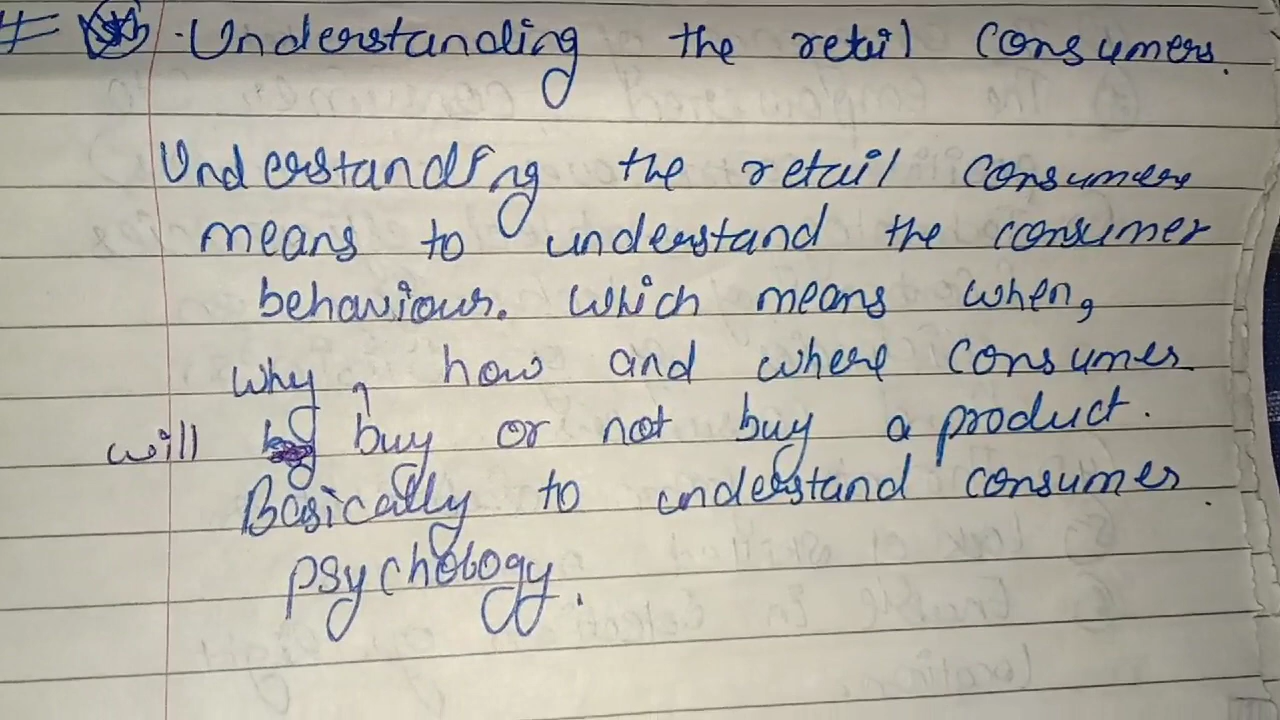 # Understanding the retail consumers.
Understanding the retail consumers
means to understand the consumer
behaviour. Which means when,
why, how and where consumer
will buy or not buy a product.
Basically to understand consumer
psychology.